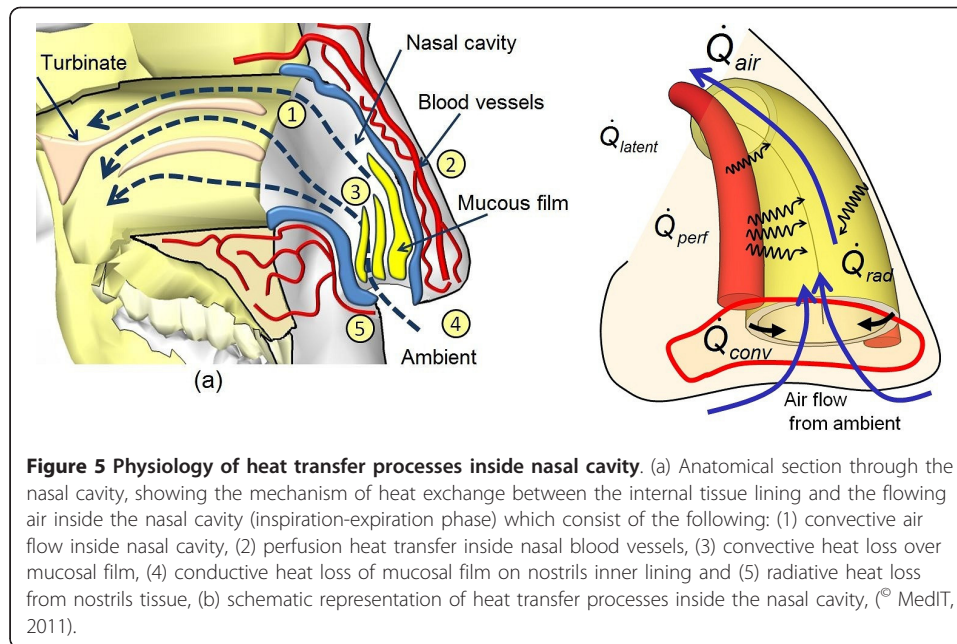 Turbinate
Nasal cavity
Blood vessels
Mucous film
Ambient
1
2
3
4
5
(a)
Q̇air
Q̇latent
Q̇perf
Q̇rad
Q̇conv
Air flow
from ambient
Figure 5 Physiology of heat transfer processes inside nasal cavity. (a) Anatomical section through the
nasal cavity, showing the mechanism of heat exchange between the internal tissue lining and the flowing
air inside the nasal cavity (inspiration-expiration phase) which consist of the following: (1) convective air
flow inside nasal cavity, (2) perfusion heat transfer inside nasal blood vessels, (3) convective heat loss over
mucosal film, (4) conductive heat loss of mucosal film on nostrils inner lining and (5) radiative heat loss
from nostrils tissue, (b) schematic representation of heat transfer processes inside the nasal cavity, (© MedIT,
2011).